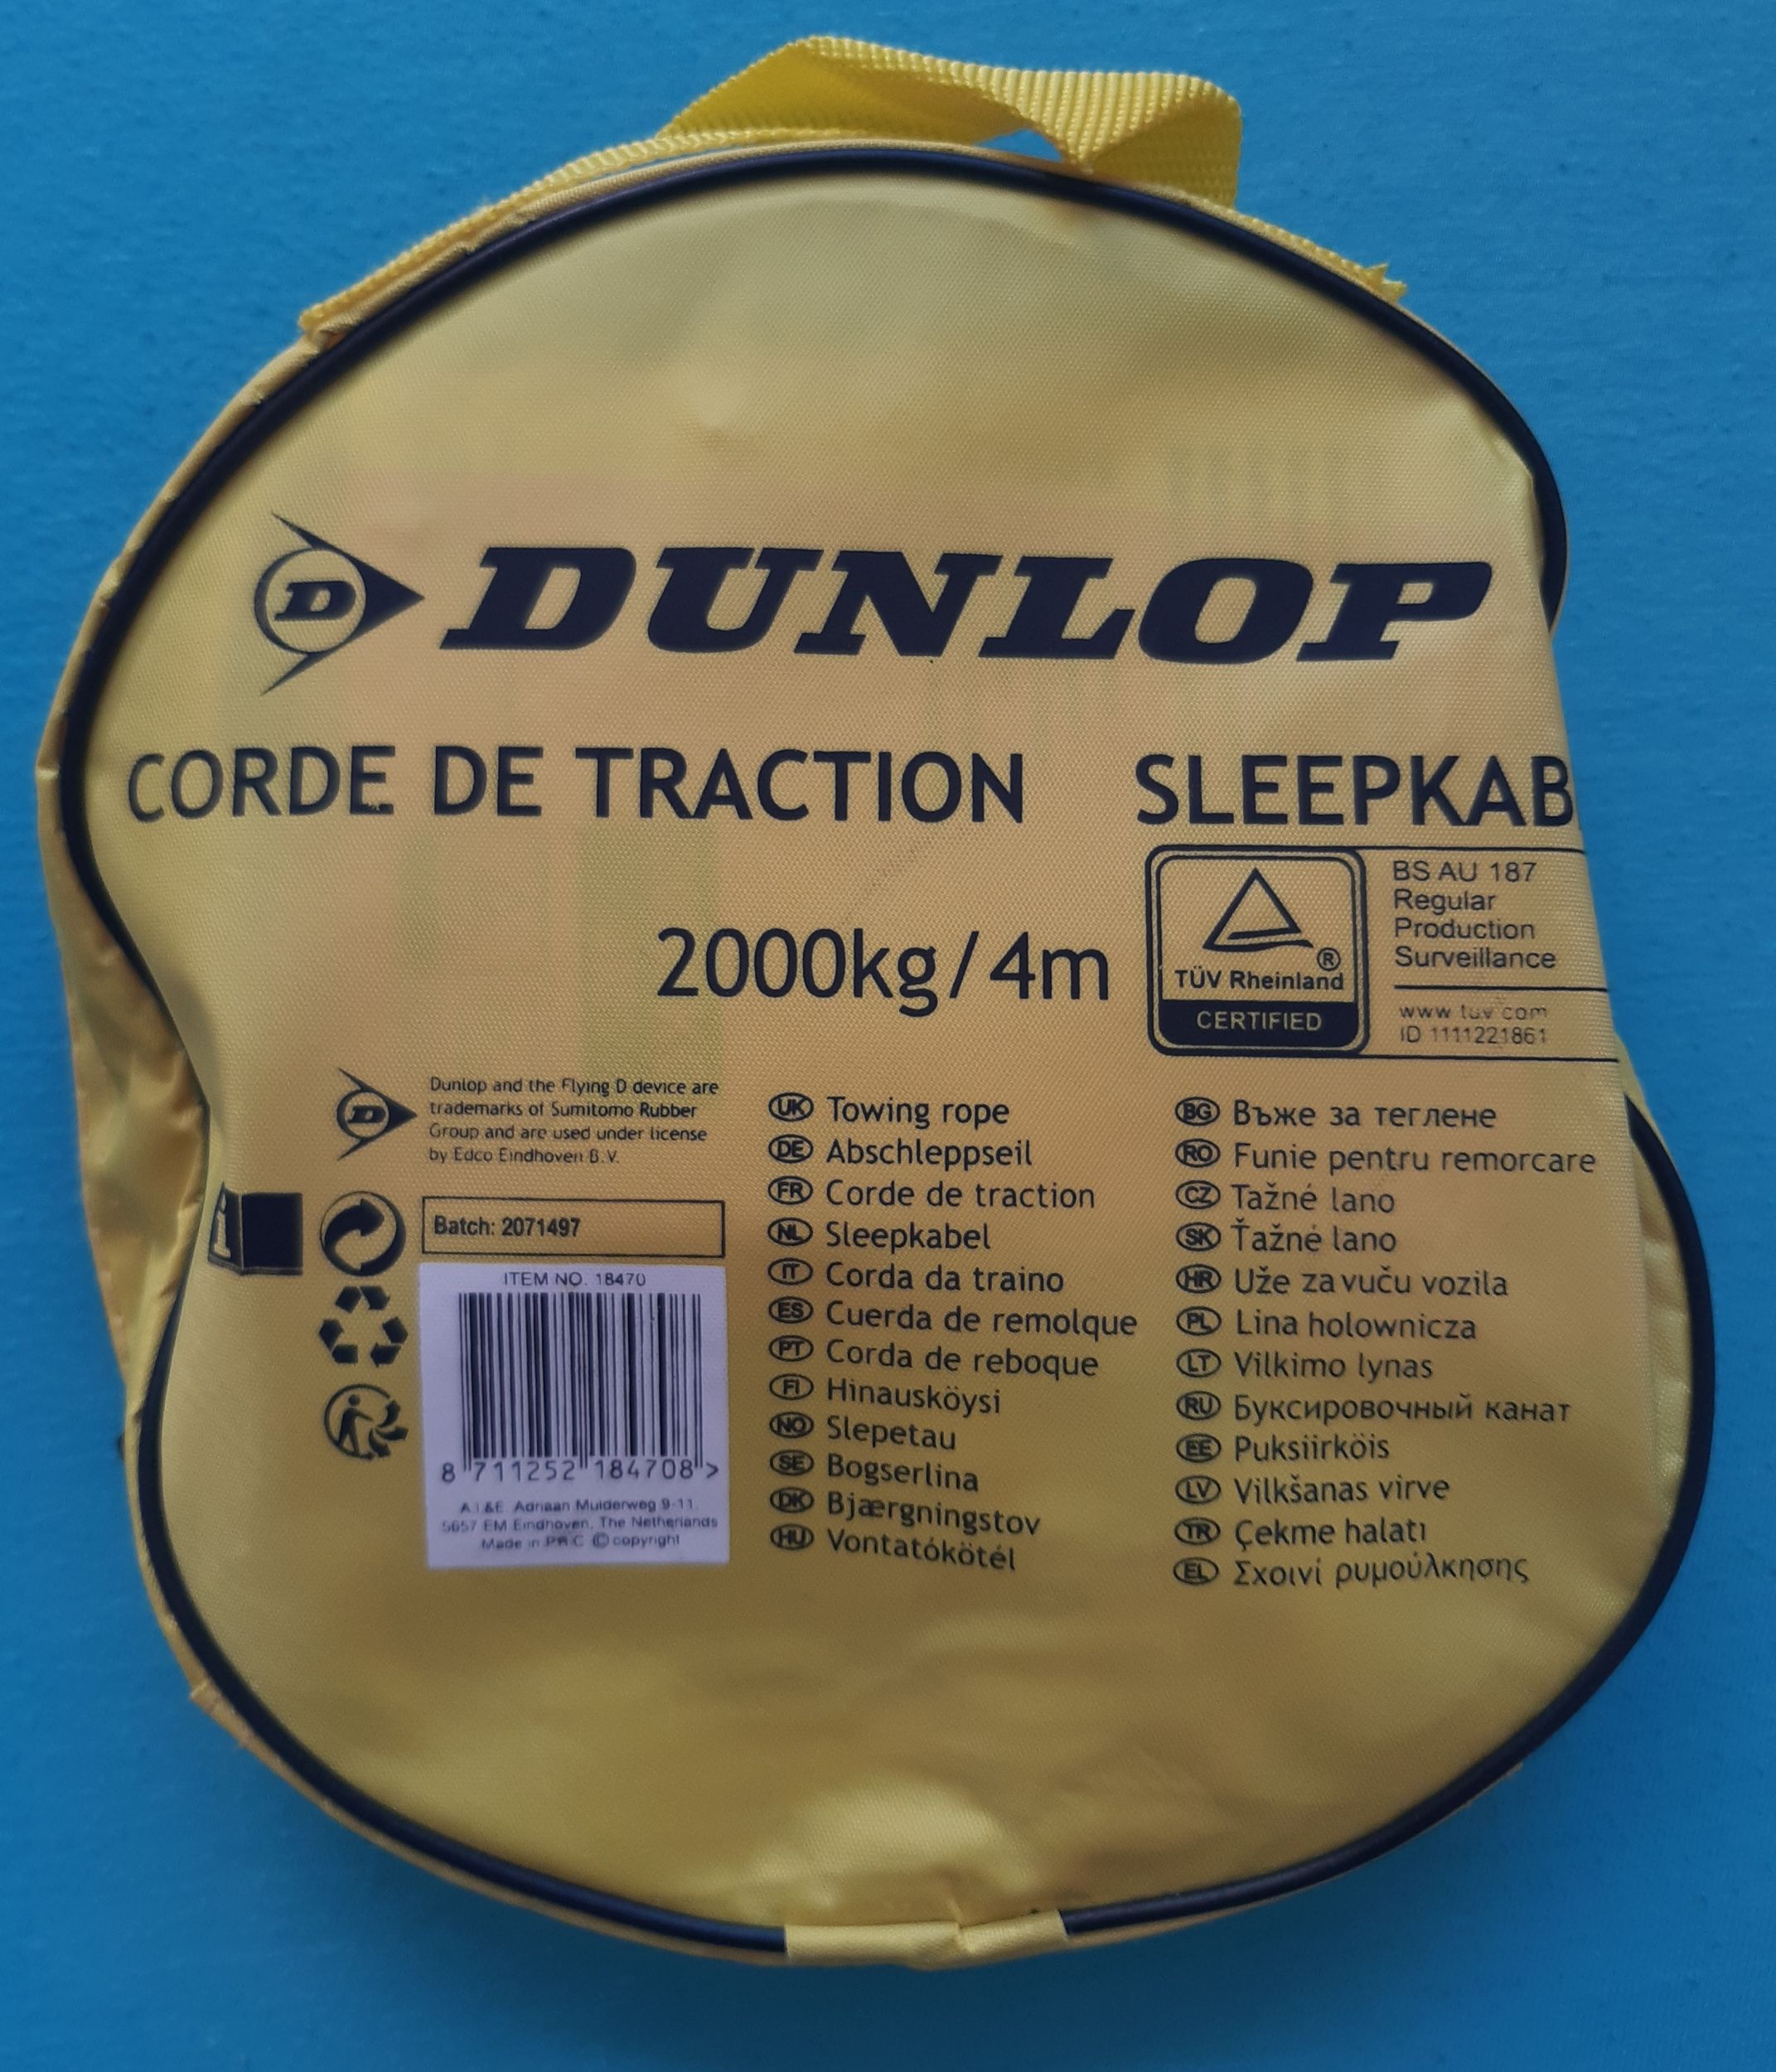 D DUNLOP
CORDE DE TRACTION SLEEPKAB
2000kg/4m
TÜV Rheinland ®
CERTIFIED
BS AU 187
Regular
Production
Surveillance
www.tuv.com
ID 1111221861
D
Dunlop and the Flying D device are
trademarks of Sumitomo Rubber
Group and are used under license
by Edco Eindhoven B.V.
i
Batch: 2071497
ITEM NO. 18470
8 711252 184708 >
A.I.&E. Adriaan Mulderweg 9-11.
5657 EM Eindhoven, The Netherlands
Made in P.R.C. © copyright
UK Towing rope
DE Abschleppseil
FR Corde de traction
NL Sleepkabel
IT Corda da traino
ES Cuerda de remolque
PT Corda de reboque
FI Hinausköysi
NO Slepetau
SE Bogserlina
DK Bjærgningstov
HU Vontatókötél
BG Въже за теглене
RO Funie pentru remorcare
CZ Tažné lano
SK Ťažné lano
HR Uže za vuču vozila
PL Lina holownicza
LT Vilkimo lynas
RU Буксировочный канат
EE Puksiirköis
LV Vilkšanas virve
TR Çekme halatı
EL Σχοινί ρυμούλκησης